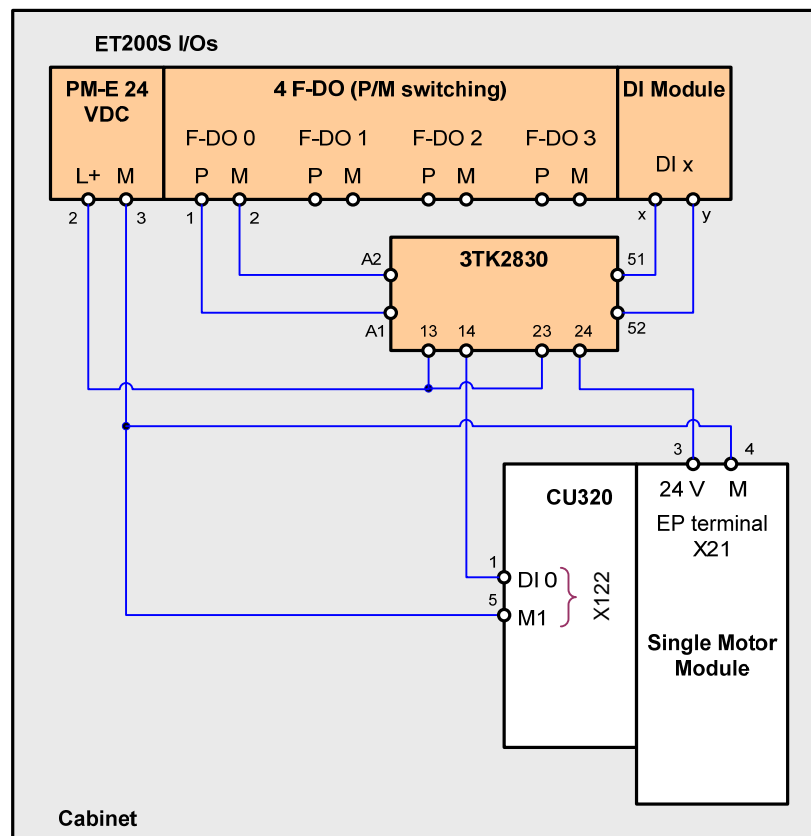 ET200S I/Os
PM-E 24
VDC
4 F-DO (P/M switching)
DI Module
F-DO 0
F-DO 1
F-DO 2
F-DO 3
DI x
L+
M
P
M
P
M
P
M
P
M
2
3
1
2
x
y
A2
3TK2830
51
A1
52
13
14
23
24
3
4
CU320
24 V
M
EP terminal
X21
1
DI 0
5
M1
X122
Single Motor
Module
Cabinet